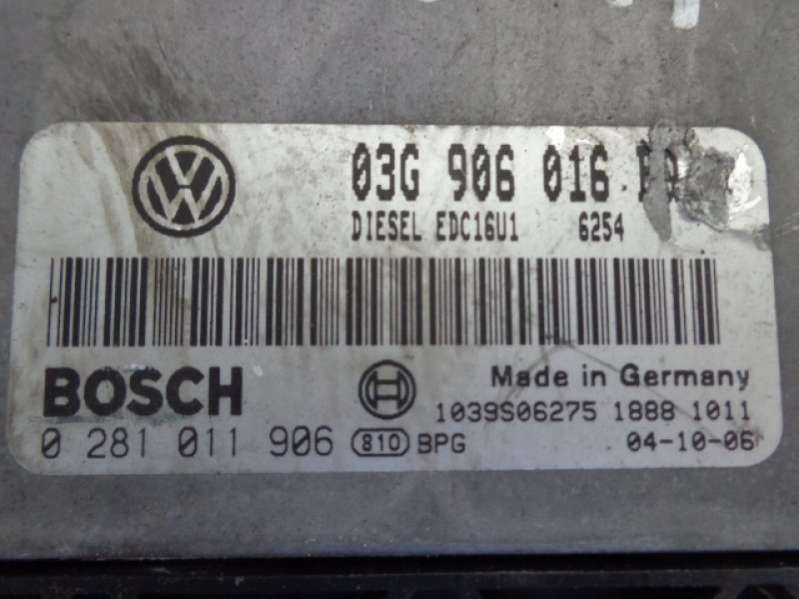 03G 906 016
DIESEL EDC16U1 6254
BOSCH
Made in Germany
1039S06275 1888 1011
0 281 011 906 810 BPG
04-10-06